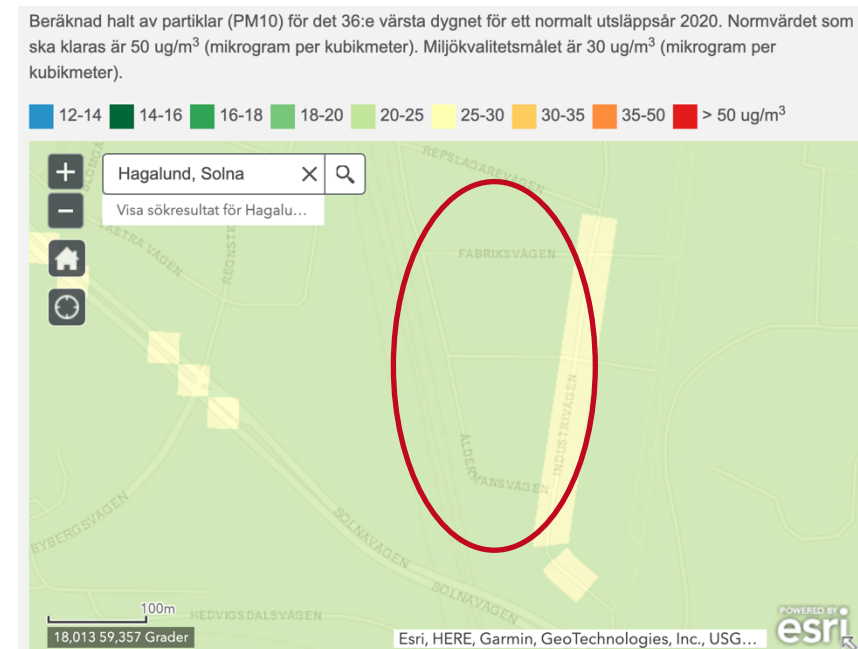 Beräknad halt av partiklar (PM10) för det 36:e värsta dygnet för ett normalt utsläppsår 2020. Normvärdet som
ska klaras är 50 ug/m³ (mikrogram per kubikmeter). Miljökvalitetsmålet är 30 ug/m³ (mikrogram per
kubikmeter).
12-14 14-16 16-18 18-20 20-25 25-30 30-35 35-50 > 50 ug/m³
+
Hagalund, Solna
−
Visa sökresultat för Hagalu...
REPSLAGAREVÄGEN
FABRIKSVÄGEN
INDUSTRIVÄGEN
ÅLDERMANSVÄGEN
SOLNAVÄGEN
SOLNAVÄGEN
HEDVIGSDALSVÄGEN
100m
18,013 59,357 Grader
Esri, HERE, Garmin, GeoTechnologies, Inc., USG...
POWERED BY
esri